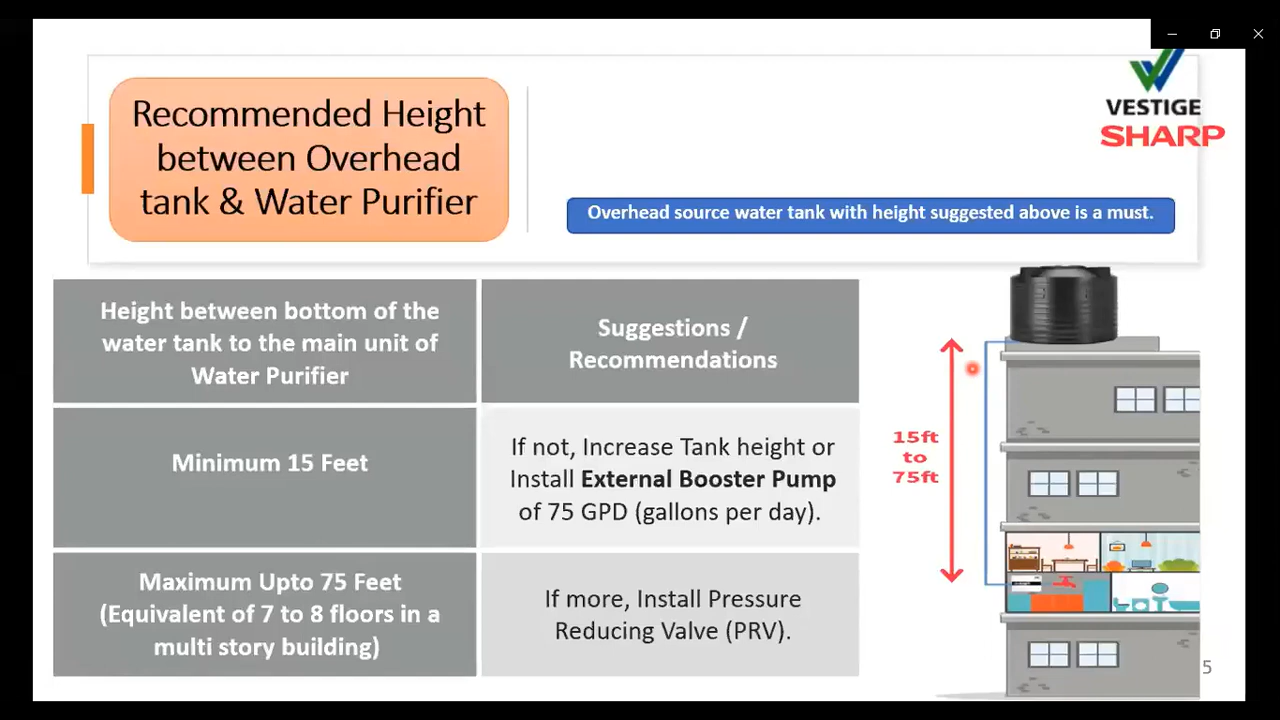 Recommended Height
between Overhead
tank & Water Purifier
VESTIGE
SHARP
Overhead source water tank with height suggested above is a must.
Height between bottom of the
water tank to the main unit of
Water Purifier
Suggestions /
Recommendations
Minimum 15 Feet
If not, Increase Tank height or
Install External Booster Pump
of 75 GPD (gallons per day).
Maximum Upto 75 Feet
(Equivalent of 7 to 8 floors in a
multi story building)
If more, Install Pressure
Reducing Valve (PRV).
15ft
to
75ft
5